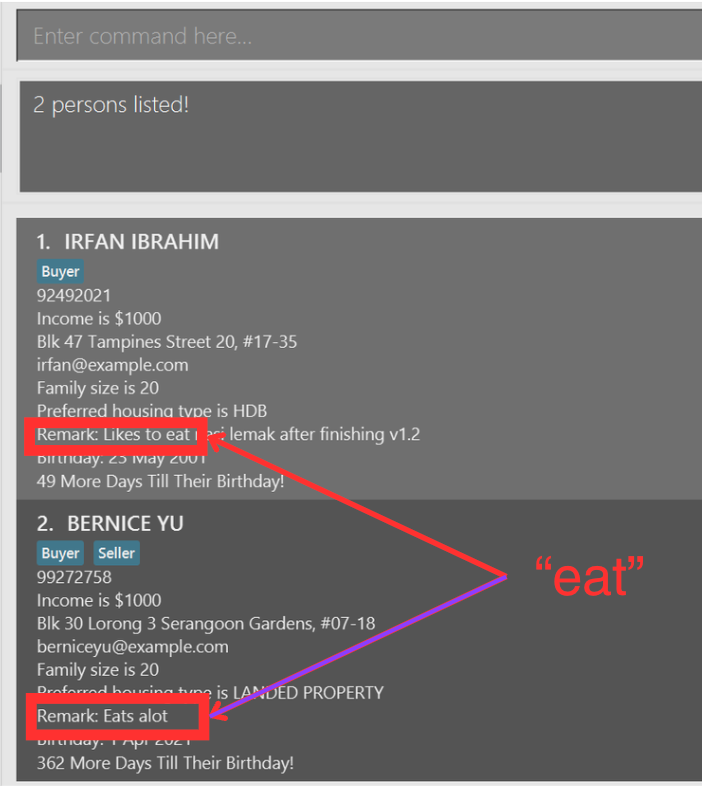 Enter command here...
2 persons listed!
1. IRFAN IBRAHIM
Buyer
92492021
Income is $1000
Blk 47 Tampines Street 20, #17-35
irfan@example.com
Family size is 20
Preferred housing type is HDB
Remark: Likes to eat nasi lemak after finishing v1.2
Birthday: 25 May 2001
49 More Days Till Their Birthday!
2. BERNICE YU
Buyer Seller
99272758
Income is $1000
Blk 30 Lorong 3 Serangoon Gardens, #07-18
berniceyu@example.com
Family size is 20
Preferred housing type is LANDED PROPERTY
Remark: Eats alot
Birthday: 1 Apr 2021
362 More Days Till Their Birthday!
“eat”